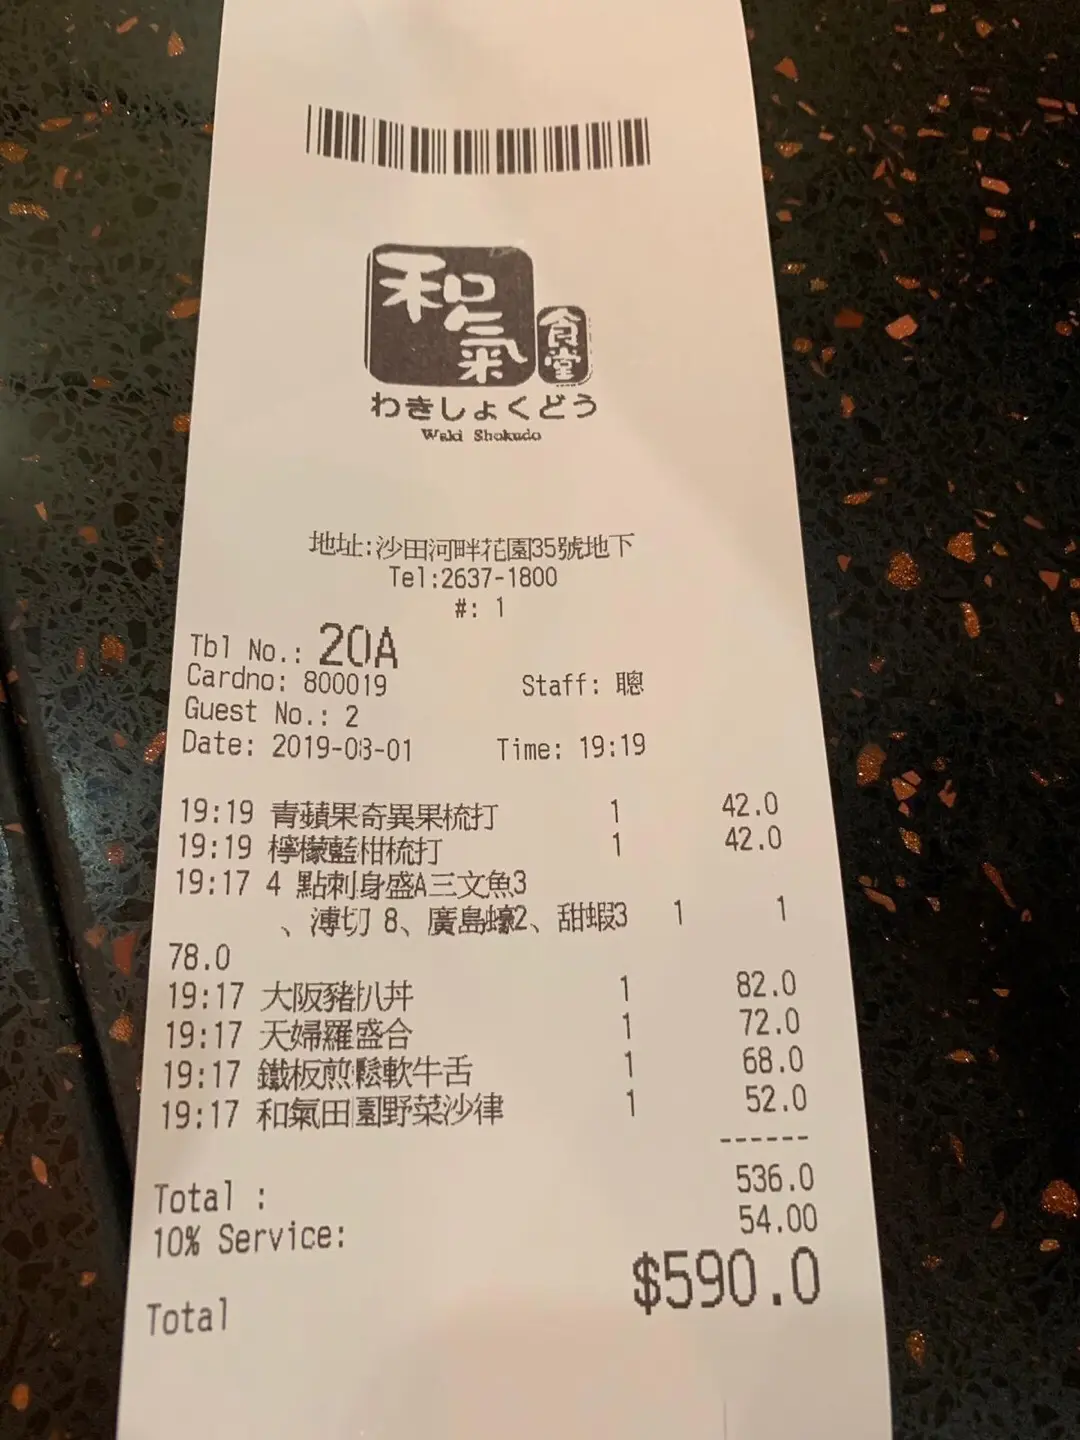 和氣
食堂
わきしょくどう
Waki Shokudo
地址:沙田河畔花園35號地下
Tel:2637-1800
#: 1
Tbl No.: 20A
Cardno: 800019 Staff: 聰
Guest No.: 2
Date: 2019-03-01 Time: 19:19
19:19 青蘋果奇異果梳打 1 42.0
19:19 檸檬藍柑梳打 1 42.0
19:17 4 點刺身盛A三文魚3
、溥切 8、廣島蠔2、甜蝦3 1 1
78.0
19:17 大阪豬扒丼 1 82.0
19:17 天婦羅盛合 1 72.0
19:17 鐵板煎鬆軟牛舌 1 68.0
19:17 和氣田園野菜沙律 1 52.0
------
Total : 536.0
10% Service: 54.00
Total $590.0